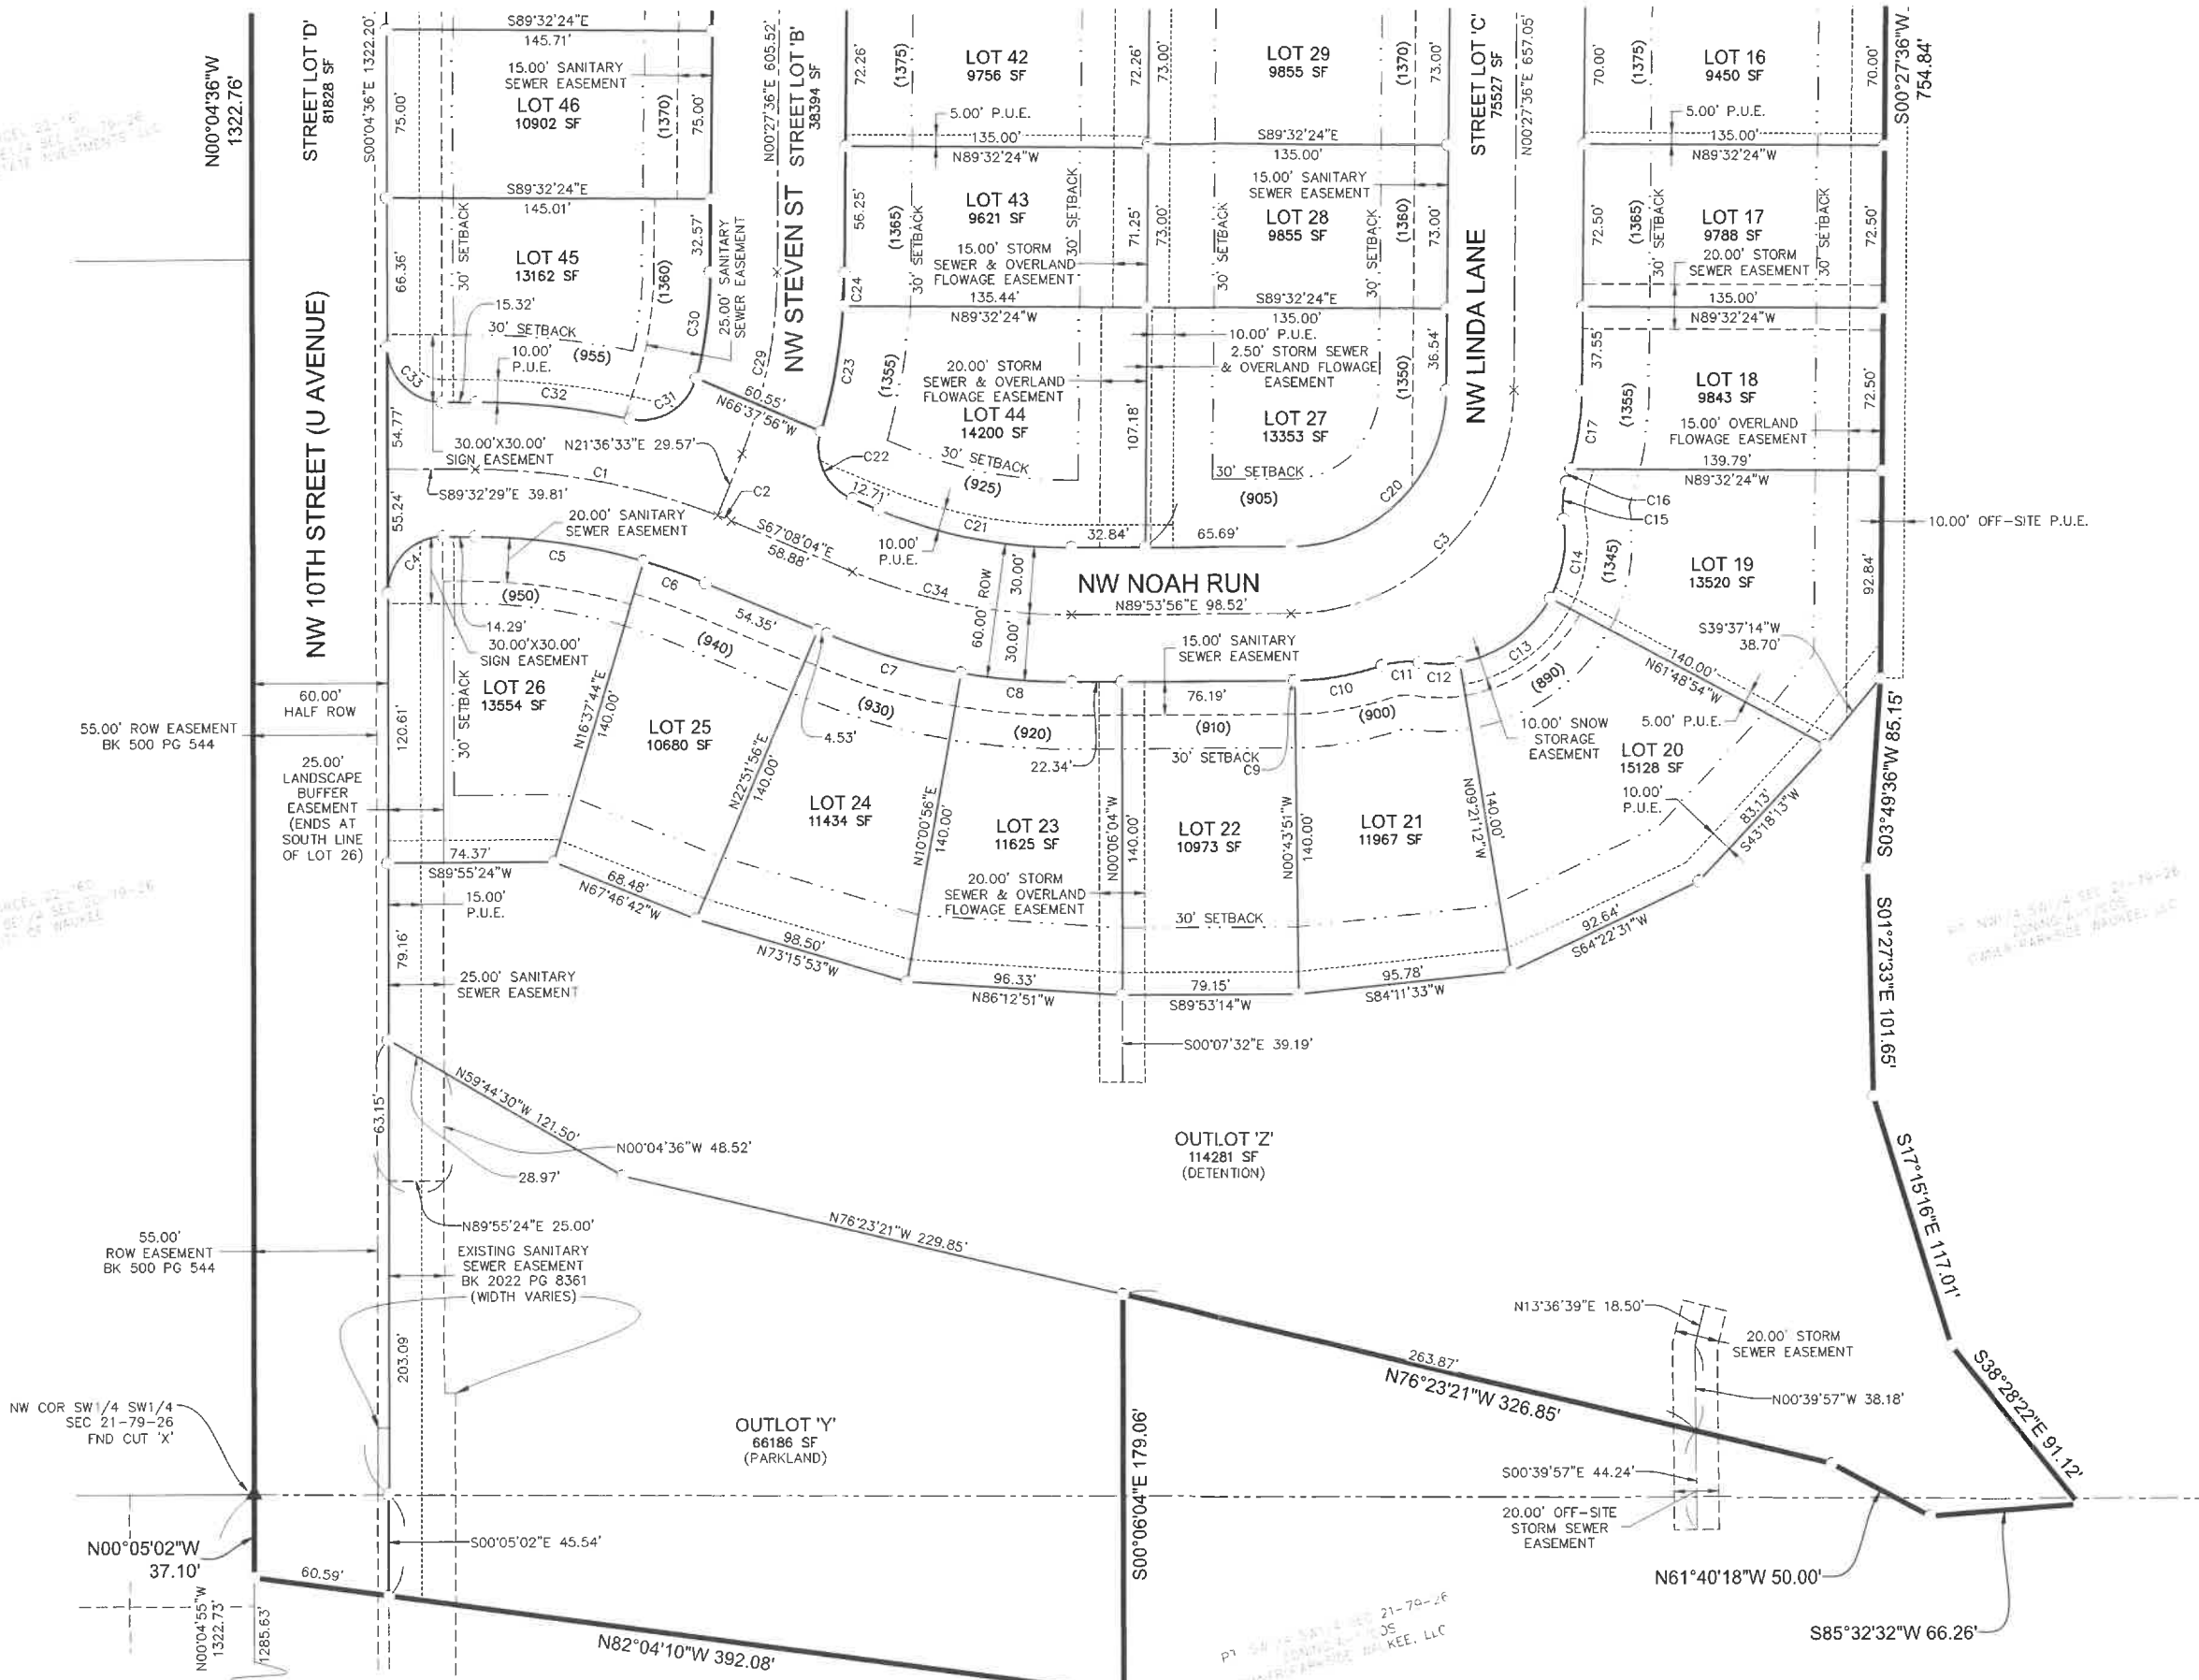 N00°04'36"W
1322.76'
STREET LOT 'D'
81828 SF
S00°04'36"E 1322.20'
S89°32'24"E
145.71'
15.00' SANITARY
SEWER EASEMENT
LOT 46
10902 SF
75.00'
(1370)
75.00'
S89°32'24"E
145.01'
N00°27'36"E 605.52'
STREET LOT 'B'
38394 SF
NW STEVEN ST
72.26'
(1375)
LOT 42
9756 SF
72.26'
73.00'
5.00' P.U.E.
135.00'
N89°32'24"W
LOT 29
9855 SF
(1370)
73.00'
S89°32'24"E
135.00'
STREET LOT 'C'
75527 SF
N00°27'36"E 657.05'
70.00'
(1375)
LOT 16
9450 SF
70.00'
5.00' P.U.E.
135.00'
N89°32'24"W
S00°27'36"W
754.84'
66.36'
30' SETBACK
LOT 45
13162 SF
(1360)
32.57'
25.00' SANITARY
SEWER EASEMENT
15.32'
30' SETBACK
(955)
10.00'
P.U.E.
C30
C29
C33
C32
C31
60.55'
N66°37'56"W
56.25'
(1365)
30' SETBACK
LOT 43
9621 SF
30' SETBACK
15.00' STORM
SEWER & OVERLAND
FLOWAGE EASEMENT
71.25'
73.00'
C24
135.44'
N89°32'24"W
15.00' SANITARY
SEWER EASEMENT
LOT 28
9855 SF
30' SETBACK
30' SETBACK
(1360)
73.00'
S89°32'24"E
135.00'
NW LINDA LANE
72.50'
(1365)
30' SETBACK
LOT 17
9788 SF
20.00' STORM
SEWER EASEMENT
30' SETBACK
72.50'
135.00'
N89°32'24"W
NW 10TH STREET (U AVENUE)
54.77'
30.00'X30.00'
SIGN EASEMENT
N21°36'33"E 29.57'
C23
(1355)
20.00' STORM
SEWER & OVERLAND
FLOWAGE EASEMENT
LOT 44
14200 SF
107.18'
30' SETBACK
(925)
C22
12.71'
10.00' P.U.E.
2.50' STORM SEWER
& OVERLAND FLOWAGE
EASEMENT
LOT 27
13353 SF
(1350)
36.54'
30' SETBACK
(905)
C20
37.55
(1355)
LOT 18
9843 SF
15.00' OVERLAND
FLOWAGE EASEMENT
72.50'
C17
139.79'
N89°32'24"W
C16
C15
10.00' OFF-SITE P.U.E.
C1
S89°32'29"E 39.81'
55.24'
20.00' SANITARY
SEWER EASEMENT
C2
S67°08'04"E
58.88'
10.00'
P.U.E.
C21
32.84'
65.69'
C3
C4
C5
C6
(950)
54.35'
C34
60.00' ROW
30.00'
30.00'
NW NOAH RUN
N89°53'56"E 98.52'
C14
(1345)
LOT 19
13520 SF
92.84'
S39°37'14"W
38.70'
14.29'
30.00'X30.00'
SIGN EASEMENT
(940)
C7
C8
15.00' SANITARY
SEWER EASEMENT
C10
C11
C12
C13
(890)
140.00'
N61°48'54"W
60.00'
HALF ROW
55.00' ROW EASEMENT
BK 500 PG 544
LOT 26
13554 SF
30' SETBACK
120.61'
N16°37'44"E
140.00'
LOT 25
10680 SF
N22°51'56"E
140.00'
4.53'
(930)
(920)
76.19'
(910)
(900)
22.34'
30' SETBACK
C9
10.00' SNOW
STORAGE
EASEMENT
5.00' P.U.E.
LOT 20
15128 SF
10.00'
P.U.E.
83.13'
S43°18'13"W
S03°49'36"W 85.15'
25.00'
LANDSCAPE
BUFFER
EASEMENT
(ENDS AT
SOUTH LINE
OF LOT 26)
LOT 24
11434 SF
N10°00'56"E
140.00'
LOT 23
11625 SF
N00°06'04"W
140.00'
LOT 22
10973 SF
N00°43'51"W
140.00'
LOT 21
11967 SF
N09°21'12"W
140.00'
74.37'
S89°55'24"W
68.48'
N67°46'42"W
15.00'
P.U.E.
20.00' STORM
SEWER & OVERLAND
FLOWAGE EASEMENT
30' SETBACK
92.64'
S64°22'31"W
79.16'
98.50'
N73°15'53"W
25.00' SANITARY
SEWER EASEMENT
96.33'
N86°12'51"W
79.15'
S89°53'14"W
95.78'
S84°11'33"W
S01°27'33"E 101.65'
S00°07'32"E 39.19'
N59°44'30"W 121.50'
63.15'
N00°04'36"W 48.52'
28.97'
OUTLOT 'Z'
114281 SF
(DETENTION)
S17°15'16"E 117.01'
N89°55'24"E 25.00'
N76°23'21"W 229.85'
55.00'
ROW EASEMENT
BK 500 PG 544
EXISTING SANITARY
SEWER EASEMENT
BK 2022 PG 8361
(WIDTH VARIES)
N13°36'39"E 18.50'
20.00' STORM
SEWER EASEMENT
203.09'
263.87'
N76°23'21"W 326.85'
N00°39'57"W 38.18'
S38°28'22"E 91.12'
NW COR SW1/4 SW1/4
SEC 21-79-26
FND CUT 'X'
OUTLOT 'Y'
66186 SF
(PARKLAND)
S00°06'04"E 179.06'
S00°39'57"E 44.24'
20.00' OFF-SITE
STORM SEWER
EASEMENT
N00°05'02"W
37.10'
S00°05'02"E 45.54'
60.59'
N61°40'18"W 50.00'
S85°32'32"W 66.26'
N00°04'55"W
1322.73'
1285.63'
N82°04'10"W 392.08'
21-79-26